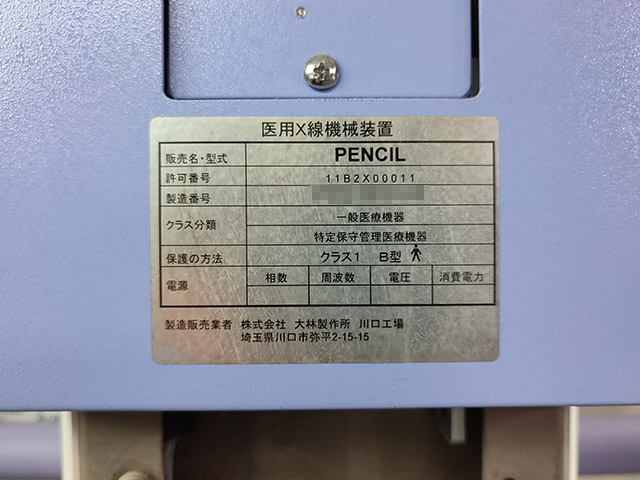 医用X線機械装置
販売名・型式 PENCIL
許可番号 11B2X00011
製造番号
クラス分類 一般医療機器
特定保守管理医療機器
保護の方法 クラス1 B型
電源 相数 周波数 電圧 消費電力
製造販売業者 株式会社 大林製作所 川口工場
埼玉県川口市弥平2-15-15